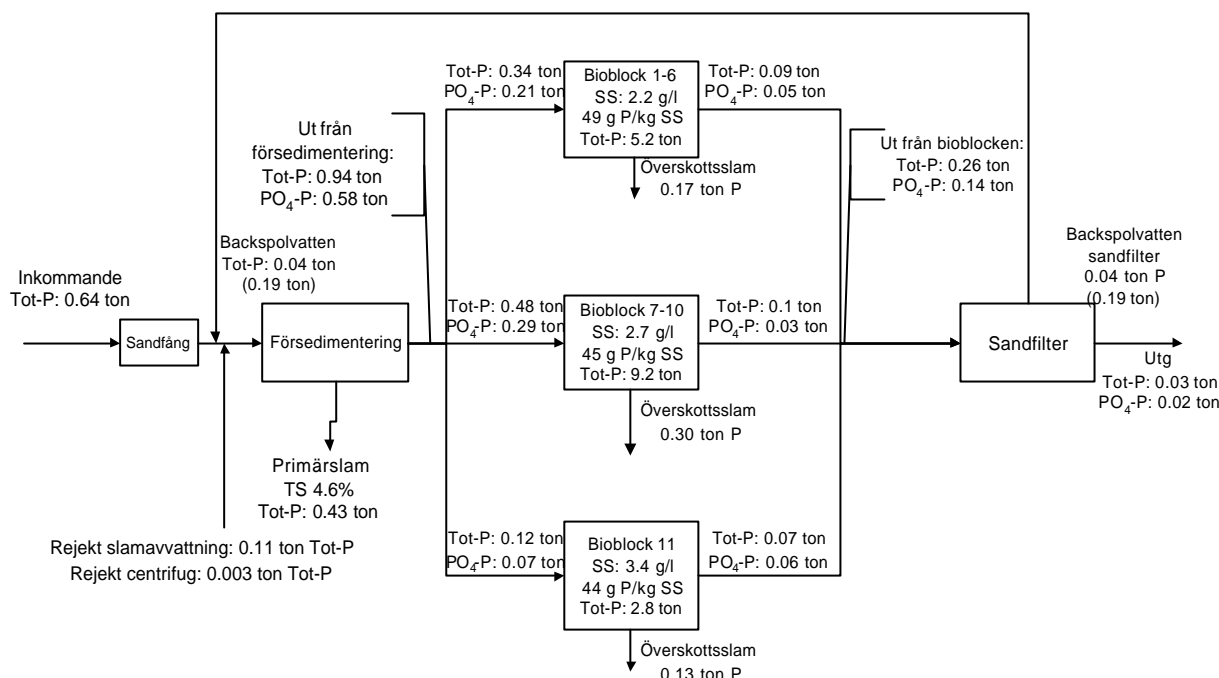 Inkommande
Tot-P: 0.64 ton
Sandfång
Backspolvatten
Tot-P: 0.04 ton
(0.19 ton)
Försedimentering
Primärslam
TS 4.6%
Tot-P: 0.43 ton
Rejekt slamavvattning: 0.11 ton Tot-P
Rejekt centrifug: 0.003 ton Tot-P
Ut från
försedimentering:
Tot-P: 0.94 ton
PO4-P: 0.58 ton
Tot-P: 0.34 ton
PO4-P: 0.21 ton
Bioblock 1-6
SS: 2.2 g/l
49 g P/kg SS
Tot-P: 5.2 ton
Tot-P: 0.09 ton
PO4-P: 0.05 ton
Överskottsslam
0.17 ton P
Tot-P: 0.48 ton
PO4-P: 0.29 ton
Bioblock 7-10
SS: 2.7 g/l
45 g P/kg SS
Tot-P: 9.2 ton
Tot-P: 0.1 ton
PO4-P: 0.03 ton
Överskottsslam
0.30 ton P
Tot-P: 0.12 ton
PO4-P: 0.07 ton
Bioblock 11
SS: 3.4 g/l
44 g P/kg SS
Tot-P: 2.8 ton
Tot-P: 0.07 ton
PO4-P: 0.06 ton
Överskottsslam
0.13 ton P
Ut från bioblocken:
Tot-P: 0.26 ton
PO4-P: 0.14 ton
Backspolvatten
sandfilter
0.04 ton P
(0.19 ton)
Sandfilter
Utg
Tot-P: 0.03 ton
PO4-P: 0.02 ton